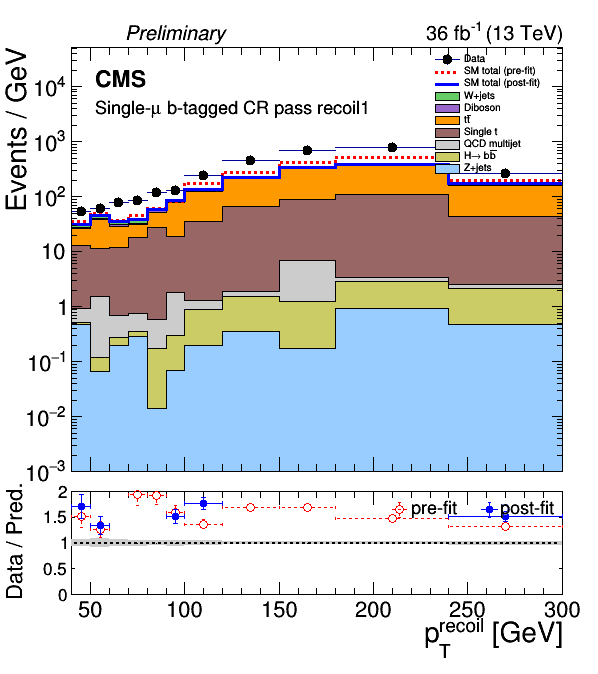 Preliminary 36 fb⁻¹ (13 TeV)
CMS
Single-μ b-tagged CR pass recoil1
Data
SM total (pre-fit)
SM total (post-fit)
W+jets
Diboson
tt̅
Single t
QCD multijet
H→ bb̅
Z+jets
Events / GeV
10⁴
10³
10²
10
1
10⁻¹
10⁻²
10⁻³
Data / Pred.
2
1.5
1
0.5
0
pre-fit
post-fit
50 100 150 200 250 300
p_T^recoil [GeV]